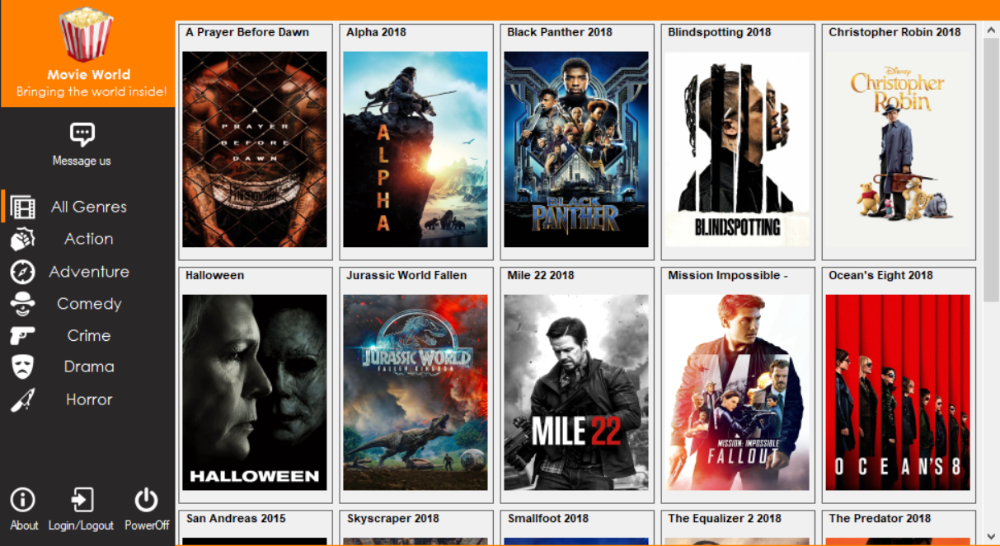 Movie World
Bringing the world inside!
Message us
All Genres
Action
Adventure
Comedy
Crime
Drama
Horror
About
Login/Logout
PowerOff
A Prayer Before Dawn
A
PRAYER
BEFORE
DAWN
Alpha 2018
ALPHA
Black Panther 2018
BLACK
PANTHER
Blindspotting 2018
BLINDSPOTTING
Christopher Robin 2018
Disney
Christopher
Robin
Halloween
HALLOWEEN
Jurassic World Fallen
JURASSIC WORLD
FALLEN KINGDOM
Mile 22 2018
MILE 22
Mission Impossible -
MISSION: IMPOSSIBLE
FALLOUT
Ocean's Eight 2018
OCEAN'S 8
San Andreas 2015
Skyscraper 2018
Smallfoot 2018
The Equalizer 2 2018
The Predator 2018